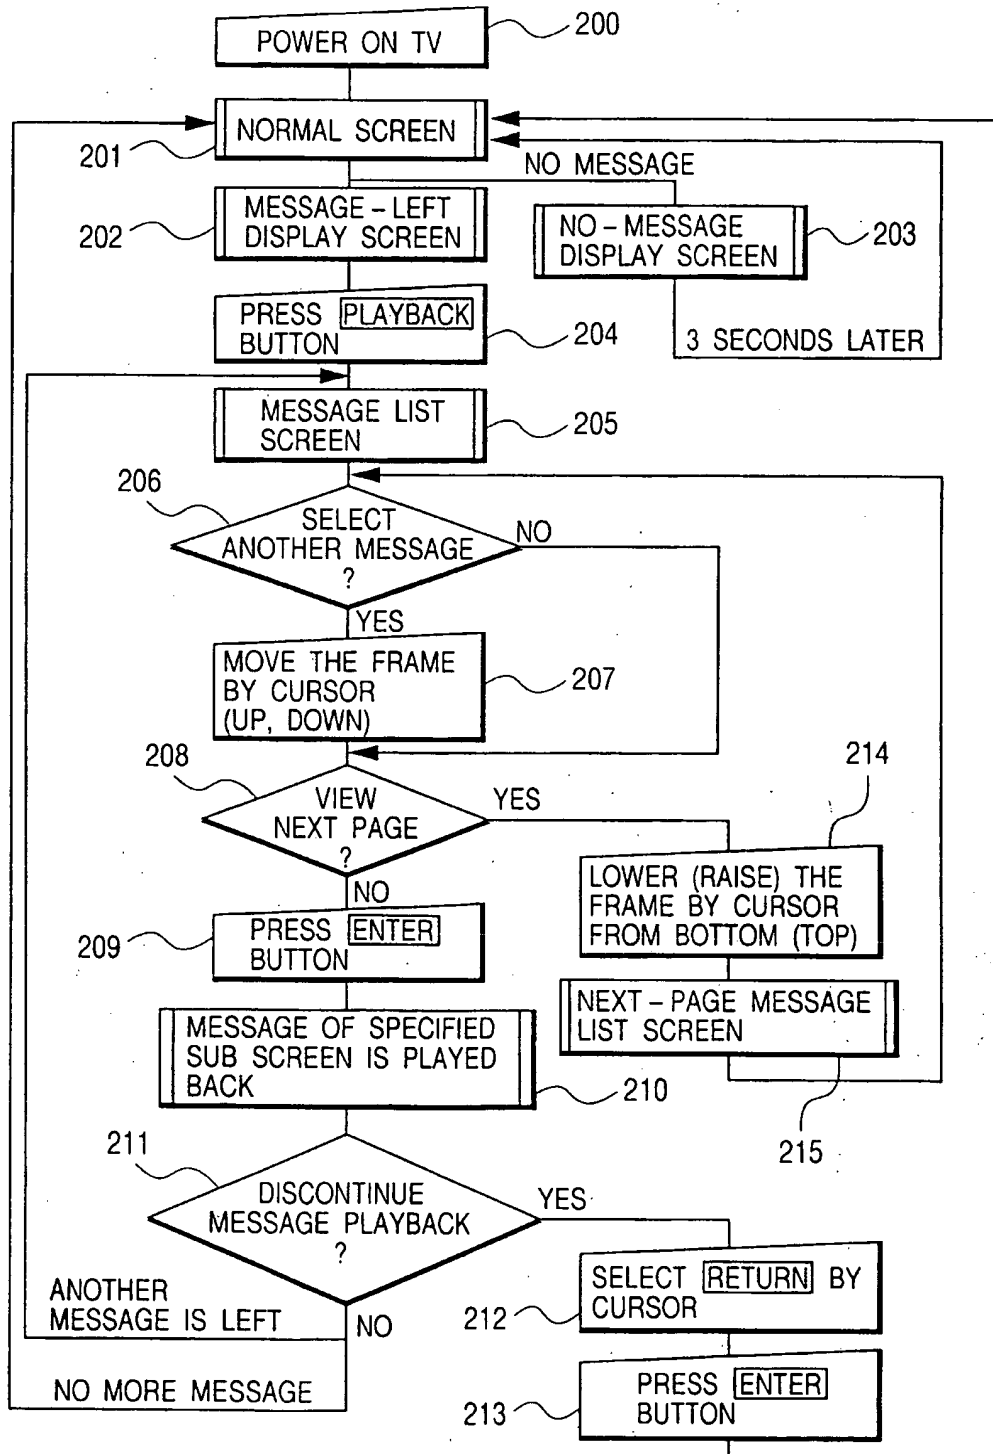 POWER ON TV
200
NORMAL SCREEN
201
NO MESSAGE
MESSAGE-LEFT
DISPLAY SCREEN
202
NO-MESSAGE
DISPLAY SCREEN
203
PRESS PLAYBACK
BUTTON
204
3 SECONDS LATER
MESSAGE LIST
SCREEN
205
206
SELECT
ANOTHER MESSAGE
?
NO
YES
MOVE THE FRAME
BY CURSOR
(UP, DOWN)
207
208
VIEW
NEXT PAGE
?
YES
NO
214
LOWER (RAISE) THE
FRAME BY CURSOR
FROM BOTTOM (TOP)
209
PRESS ENTER
BUTTON
NEXT-PAGE MESSAGE
LIST SCREEN
215
MESSAGE OF SPECIFIED
SUB SCREEN IS PLAYED
BACK
210
211
DISCONTINUE
MESSAGE PLAYBACK
?
YES
NO
ANOTHER
MESSAGE IS LEFT
NO MORE MESSAGE
SELECT RETURN BY
CURSOR
212
PRESS ENTER
BUTTON
213